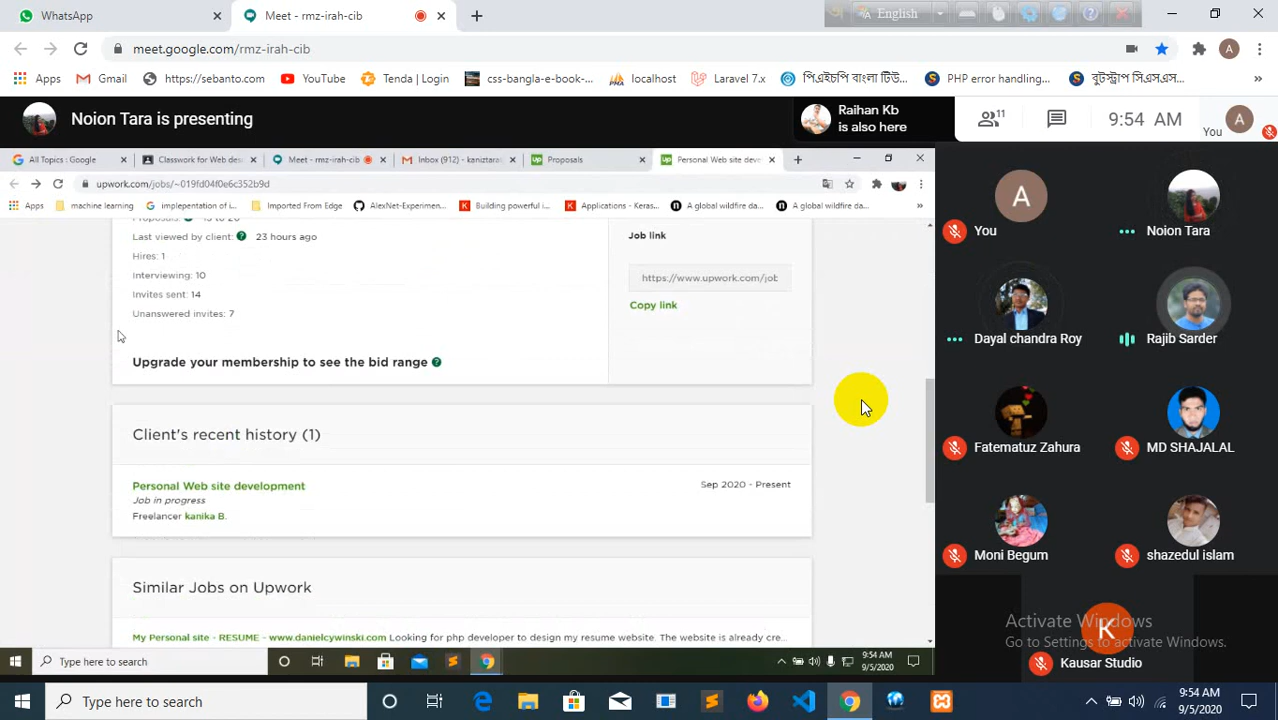 WhatsApp
Meet - rmz-irah-cib
English
meet.google.com/rmz-irah-cib
A
Apps
Gmail
https://sebanto.com
YouTube
Tenda | Login
css-bangla-e-book-...
localhost
Laravel 7.x
পিএইচপি বাংলা টিউ...
PHP error handling...
বুটস্ট্রাপ সিএসএস...
Noion Tara is presenting
Raihan Kb
is also here
11
9:54 AM
You
A
All Topics : Google
Classwork for Web des
Meet - rmz-irah-cib
Inbox (912) - kaniztara
Proposals
Personal Web site deve
upwork.com/jobs/~019fd04f0e6c352b9d
Apps
machine learning
implepentation of i...
Imported From Edge
AlexNet-Experimen...
Building powerful i...
Applications - Keras...
A global wildfire da...
A global wildfire da...
Last viewed by client: 23 hours ago
Hires: 1
Interviewing: 10
Invites sent: 14
Unanswered invites: 7
Upgrade your membership to see the bid range
Job link
https://www.upwork.com/job
Copy link
Client's recent history (1)
Personal Web site development
Sep 2020 - Present
Job in progress
Freelancer kanika B.
Similar Jobs on Upwork
My Personal site - RESUME - www.danielcywinski.com Looking for php developer to design my resume website. The website is already cre...
Type here to search
9:54 AM
9/5/2020
A
You
Noion Tara
Dayal chandra Roy
Rajib Sarder
Fatematuz Zahura
MD SHAJALAL
Moni Begum
shazedul islam
K
Kausar Studio
Activate Windows
Go to Settings to activate Windows.
Type here to search
9:54 AM
9/5/2020